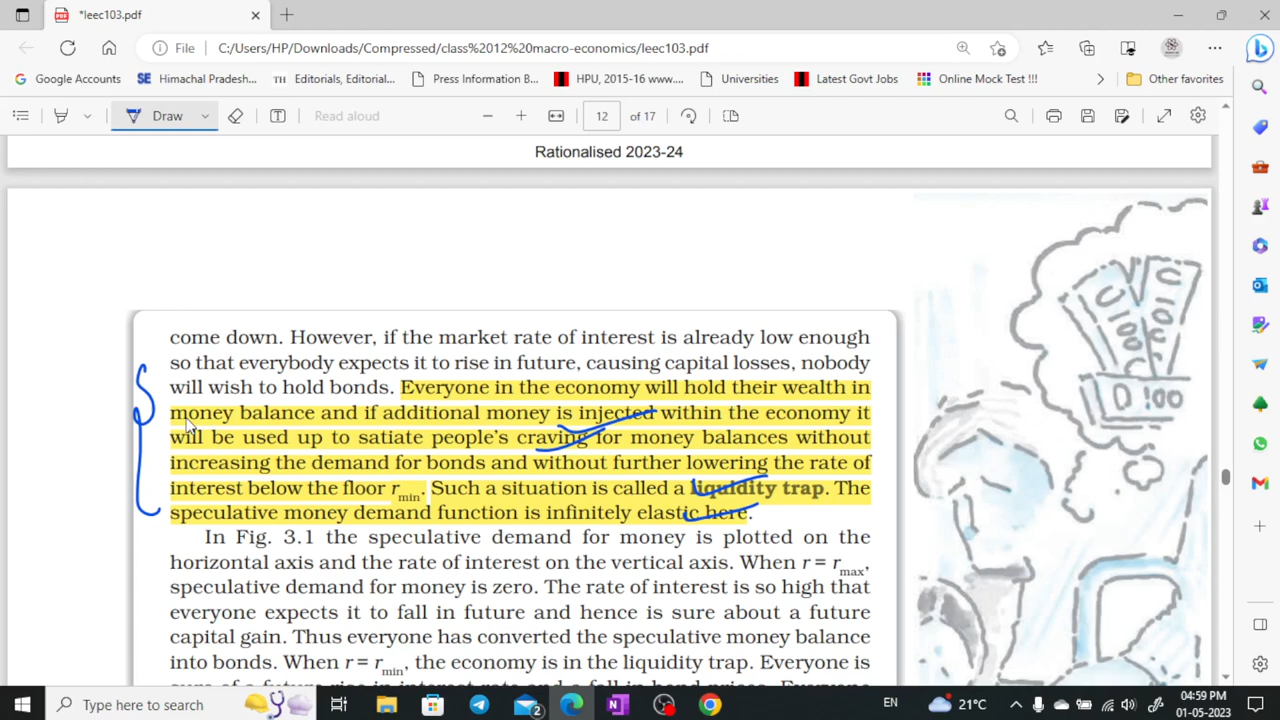 *leec103.pdf
File C:/Users/HP/Downloads/Compressed/class%2012%20macro-economics/leec103.pdf
Google Accounts SE Himachal Pradesh... TH Editorials, Editorial... Press Information B... HPU, 2015-16 www.... Universities Latest Govt Jobs Online Mock Test !!! Other favorites
Draw Read aloud 12 of 17
Rationalised 2023-24
come down. However, if the market rate of interest is already low enough
so that everybody expects it to rise in future, causing capital losses, nobody
will wish to hold bonds. Everyone in the economy will hold their wealth in
money balance and if additional money is injected within the economy it
will be used up to satiate people's craving for money balances without
increasing the demand for bonds and without further lowering the rate of
interest below the floor rmin. Such a situation is called a liquidity trap. The
speculative money demand function is infinitely elastic here.
In Fig. 3.1 the speculative demand for money is plotted on the
horizontal axis and the rate of interest on the vertical axis. When r = rmax,
speculative demand for money is zero. The rate of interest is so high that
everyone expects it to fall in future and hence is sure about a future
capital gain. Thus everyone has converted the speculative money balance
into bonds. When r = rmin, the economy is in the liquidity trap. Everyone is
Type here to search
2
21°C
EN
04:59 PM
01-05-2023